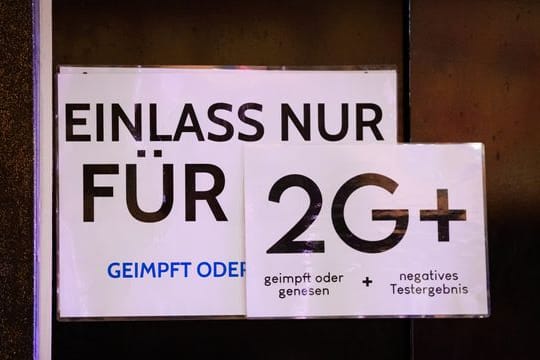 EINLASS NUR
FÜR
GEIMPFT ODER
2G+
geimpft oder
genesen
+
negatives
Testergebnis